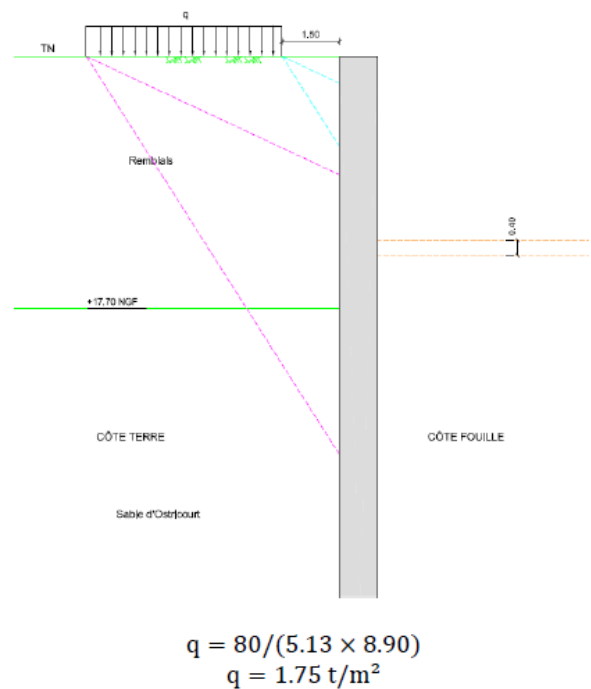 q
1.50
TN
Remblais
0.40
+17.70 NGF
CÔTE TERRE
CÔTE FOUILLE
Sable d'Ostricourt
q = 80/(5.13 × 8.90)
q = 1.75 t/m²